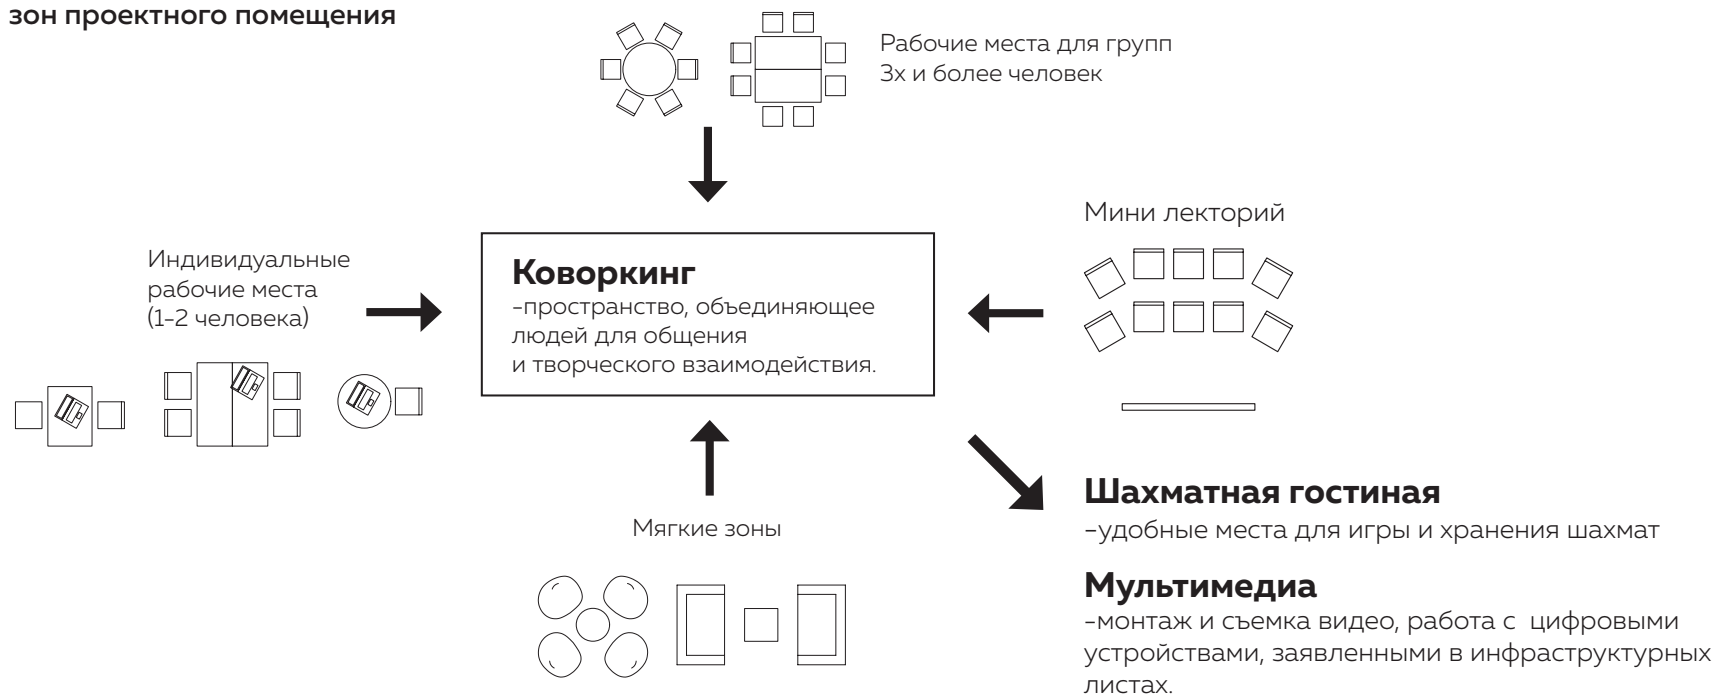 зон проектного помещения
Рабочие места для групп
3х и более человек
Мини лекторий
Индивидуальные
рабочие места
(1-2 человека)
Коворкинг
-пространство, объединяющее
людей для общения
и творческого взаимодействия.
Мягкие зоны
Шахматная гостиная
-удобные места для игры и хранения шахмат
Мультимедиа
-монтаж и съемка видео, работа с цифровыми
устройствами, заявленными в инфраструктурных
листах.